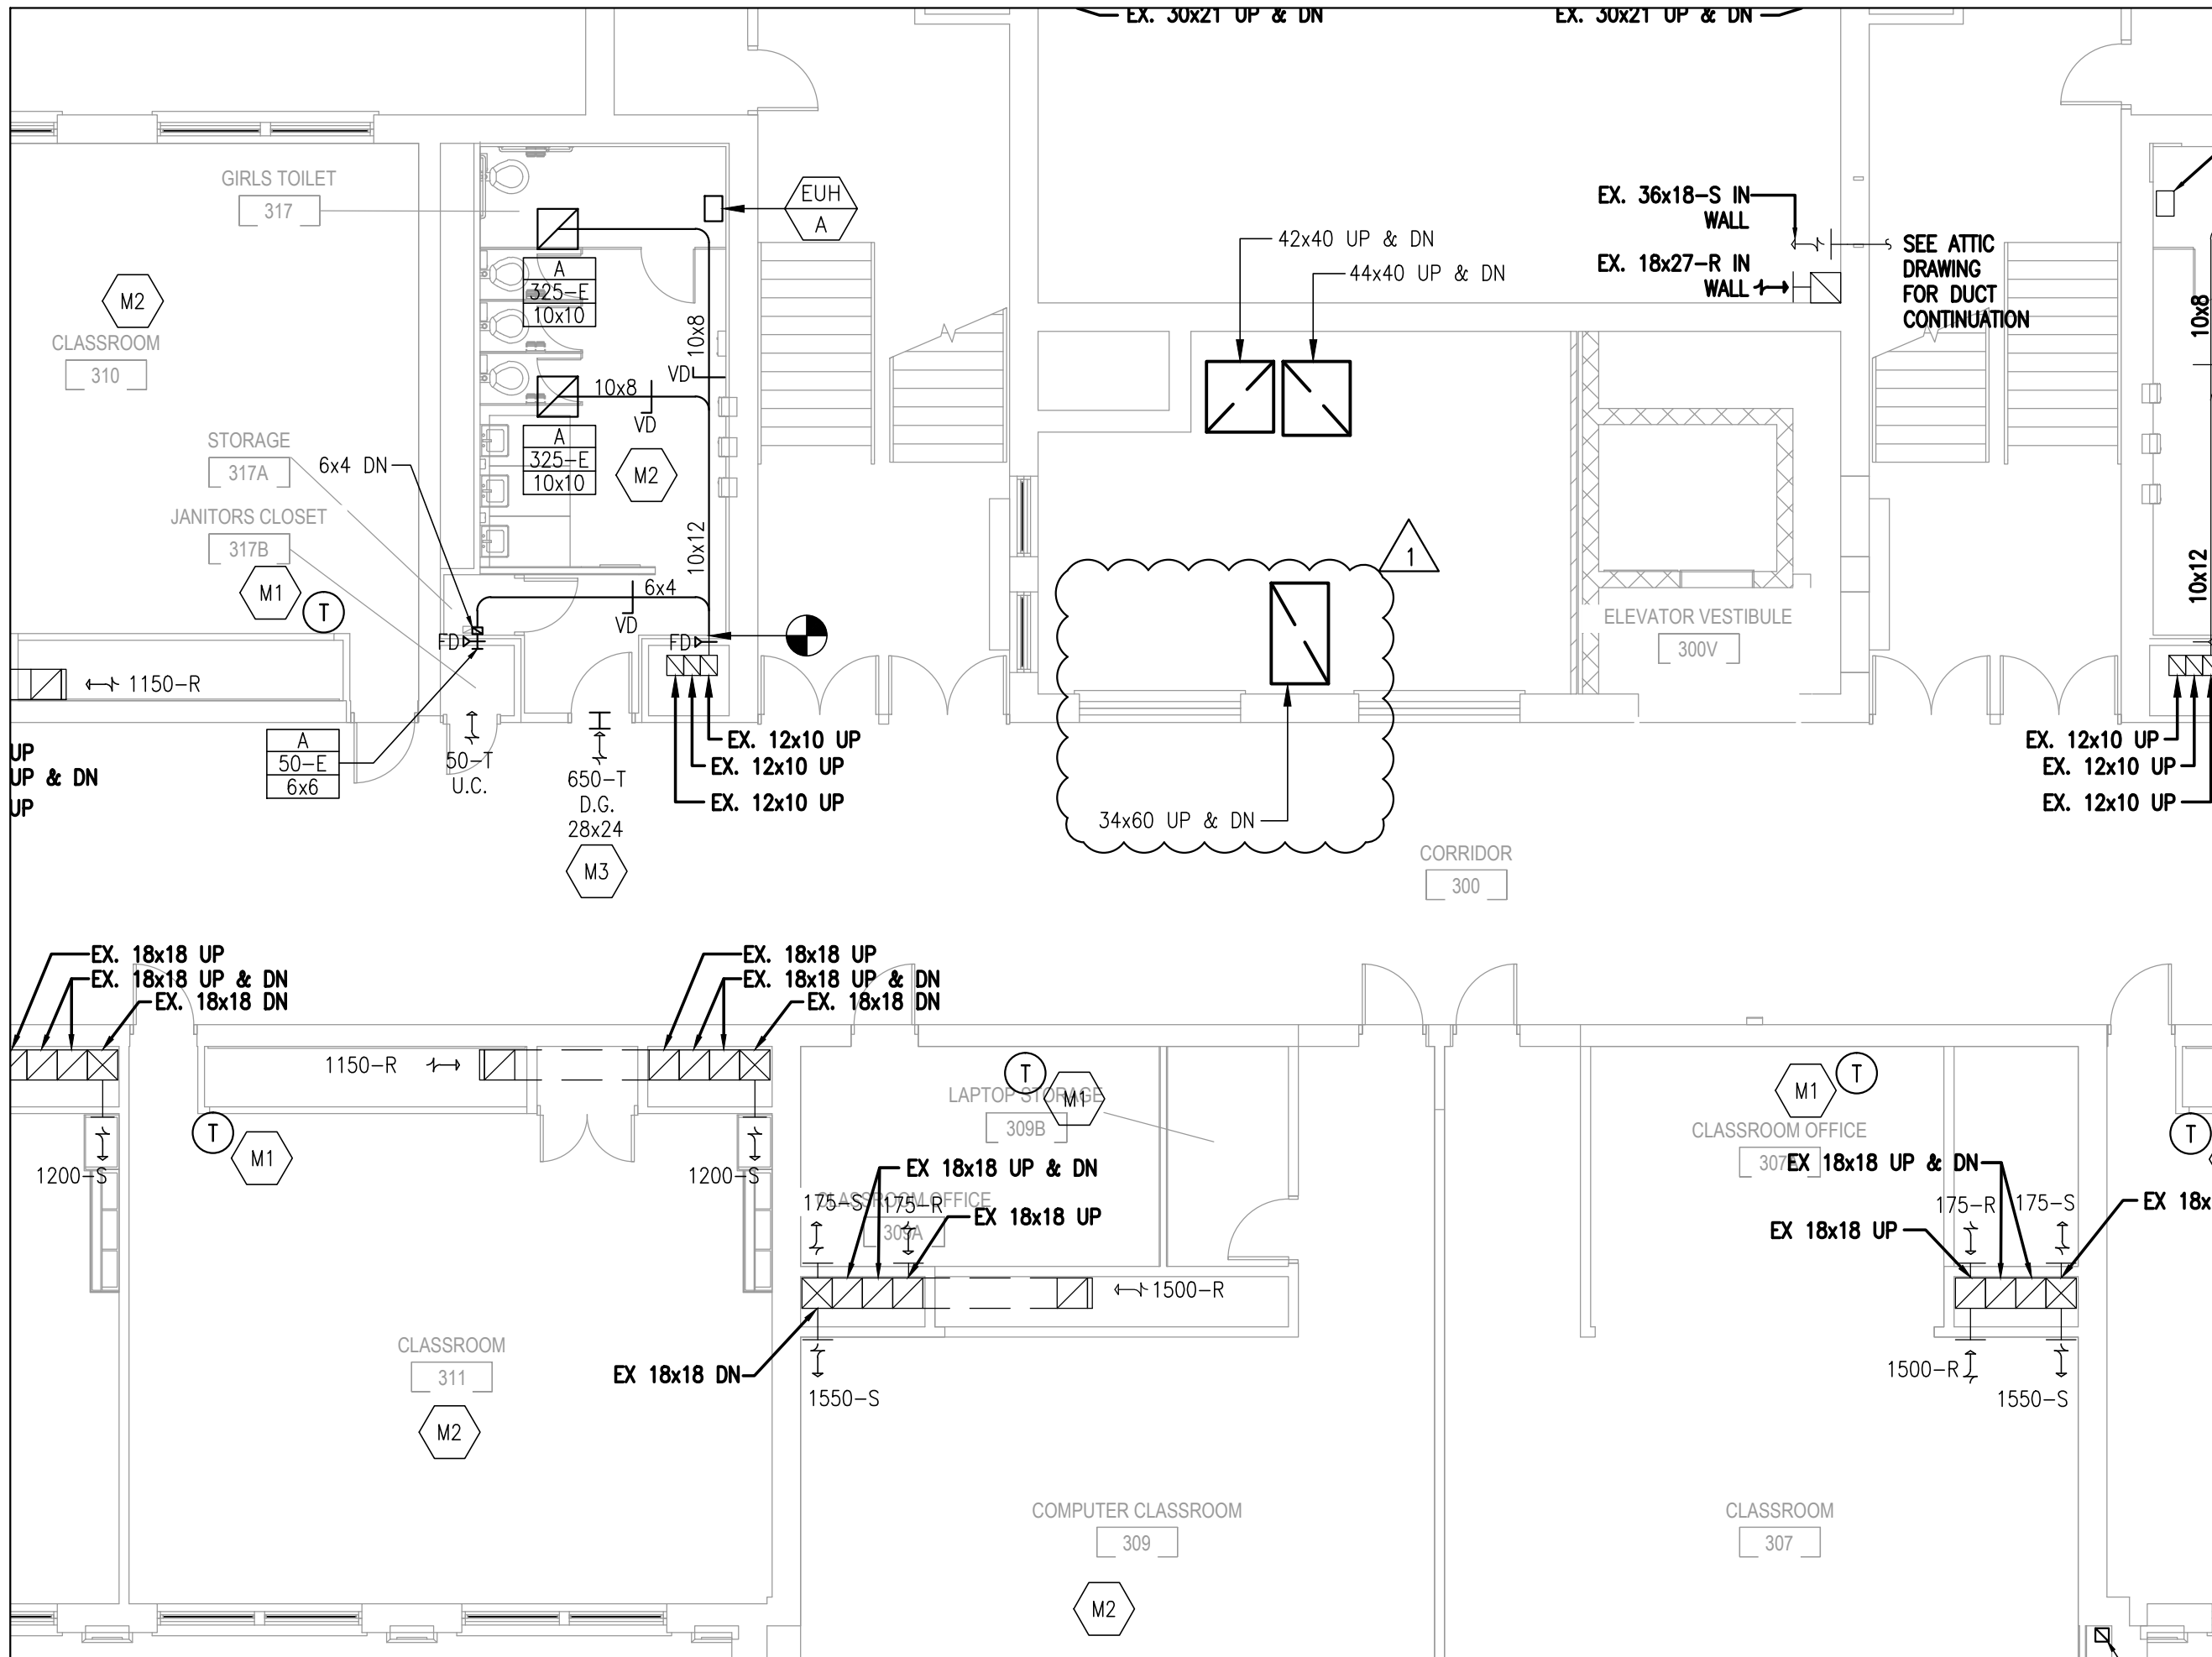 EX. 30x21 UP & DN
EX. 30x21 UP & DN
GIRLS TOILET
317
EUH
A
EX. 36x18-S IN
WALL
EX. 18x27-R IN
WALL
SEE ATTIC
DRAWING
FOR DUCT
CONTINUATION
42x40 UP & DN
44x40 UP & DN
M2
CLASSROOM
310
A
325-E
10x10
10x8
VD
10x8
VD
A
325-E
10x10
M2
10x8
STORAGE
317A
6x4 DN
JANITORS CLOSET
317B
M1
T
10x12
6x4
VD
FD
FD
1
10x12
ELEVATOR VESTIBULE
300V
1150-R
UP
UP & DN
UP
A
50-E
6x6
50-T
U.C.
650-T
D.G.
28x24
M3
EX. 12x10 UP
EX. 12x10 UP
EX. 12x10 UP
34x60 UP & DN
EX. 12x10 UP
EX. 12x10 UP
EX. 12x10 UP
CORRIDOR
300
EX. 18x18 UP
EX. 18x18 UP & DN
EX. 18x18 DN
EX. 18x18 UP
EX. 18x18 UP & DN
EX. 18x18 DN
1150-R
T
M1
1200-S
1200-S
T
M1
LAPTOP STORAGE
309B
M1
T
CLASSROOM OFFICE
307A
T
EX 18x18 UP & DN
CLASSROOM OFFICE
309A
175-S
175-R
EX 18x18 UP
EX 18x18 UP & DN
175-R
175-S
EX 18x
EX 18x18 UP
1500-R
EX 18x18 DN
1550-S
1500-R
1550-S
CLASSROOM
311
M2
COMPUTER CLASSROOM
309
M2
CLASSROOM
307